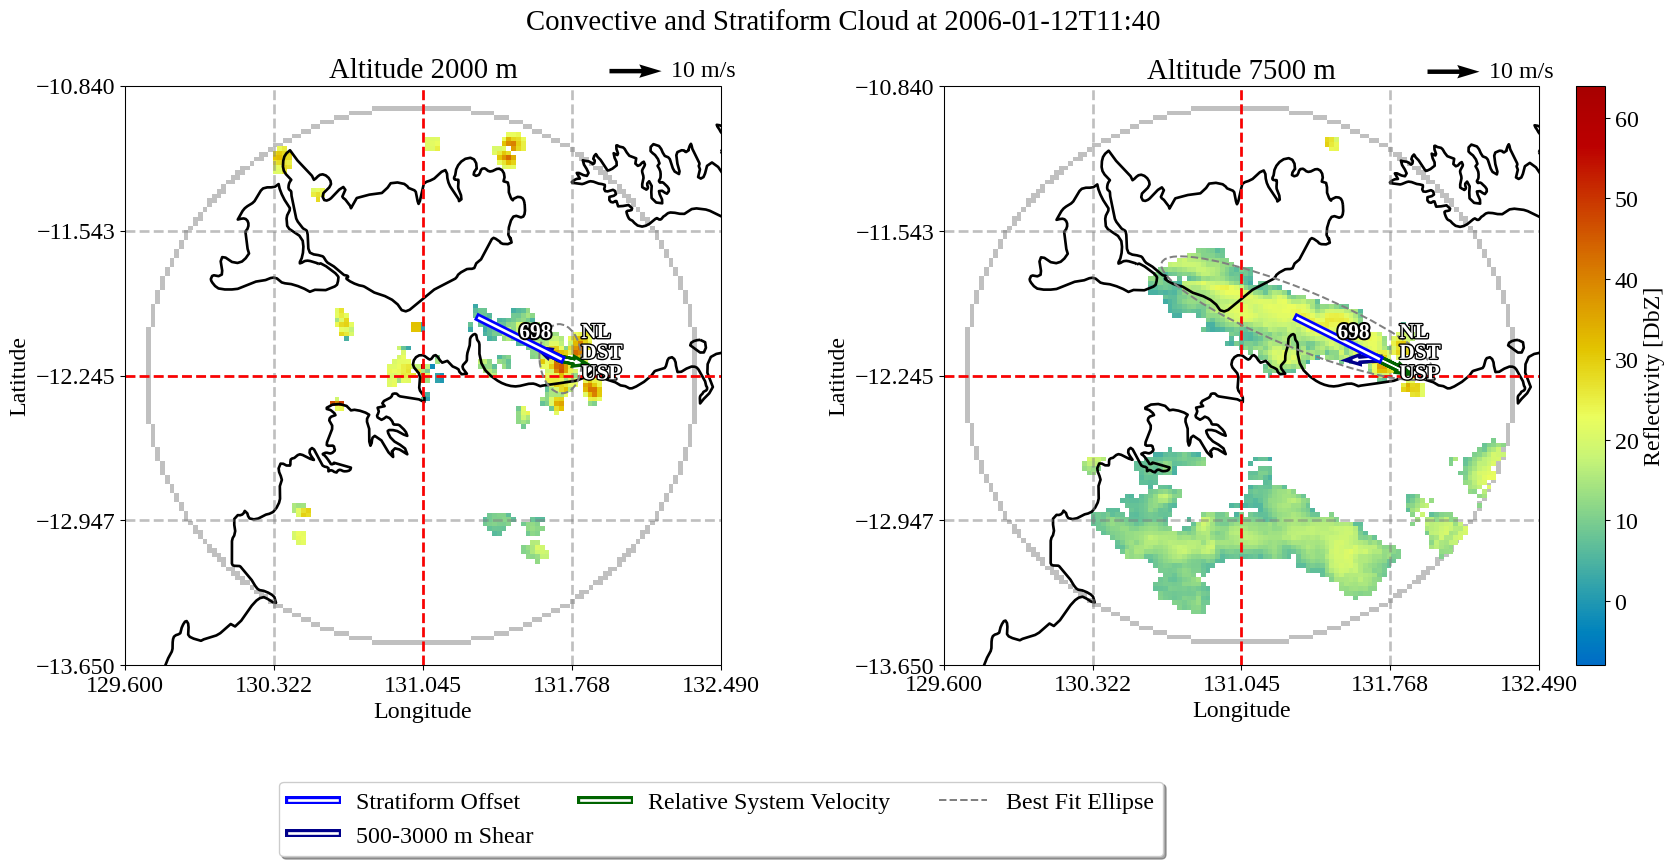 Convective and Stratiform Cloud at 2006-01-12T11:40
Altitude 2000 m
10 m/s
Altitude 7500 m
10 m/s
−10.840
−11.543
−12.245
−12.947
−13.650
Latitude
129.600
130.322
131.045
131.768
132.490
Longitude
698
NL
DST
USP
−10.840
−11.543
−12.245
−12.947
−13.650
Latitude
129.600
130.322
131.045
131.768
132.490
Longitude
698
NL
DST
USP
60
50
40
30
20
10
0
Reflectivity [DbZ]
Stratiform Offset
500-3000 m Shear
Relative System Velocity
Best Fit Ellipse